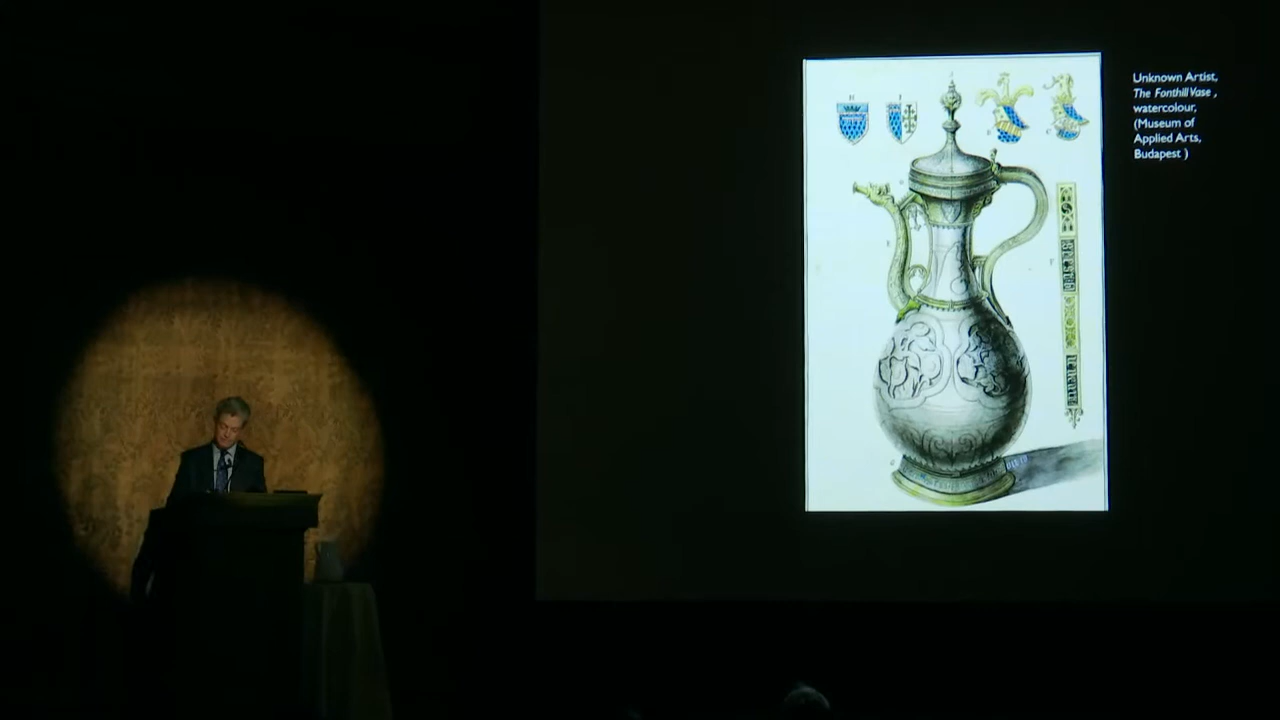 Unknown Artist,
The Fonthill Vase ,
watercolour,
(Museum of
Applied Arts,
Budapest )